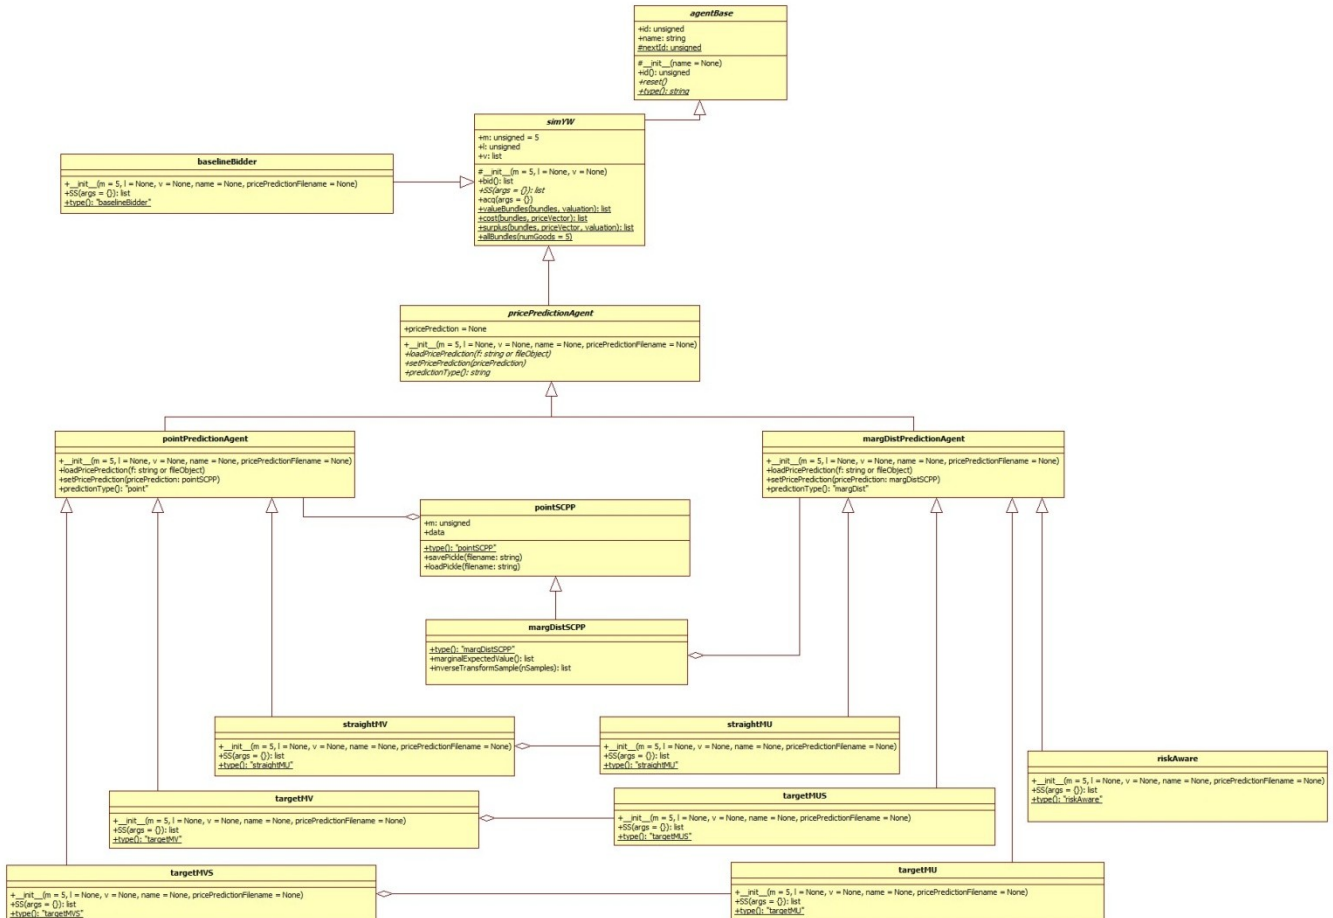 agentBase
+id: unsigned
+name: string
#nextId: unsigned
#__init__(name = None)
+id(): unsigned
+reset()
+type(): string
simYW
+m: unsigned = 5
+l: unsigned
+v: list
#__init__(m = 5, l = None, v = None)
+bid(): list
+SS(args = {}): list
+acq(args = {})
+valueBundles(bundles, valuation): list
+cost(bundles, priceVector): list
+surplus(bundles, priceVector, valuation): list
+allBundles(numGoods = 5)
baselineBidder
+__init__(m = 5, l = None, v = None, name = None, pricePredictionFilename = None)
+SS(args = {}): list
+type(): "baselineBidder"
pricePredictionAgent
+pricePrediction = None
+__init__(m = 5, l = None, v = None, name = None, pricePredictionFilename = None)
+loadPricePrediction(f: string or fileObject)
+setPricePrediction(pricePrediction)
+predictionType(): string
pointPredictionAgent
+__init__(m = 5, l = None, v = None, name = None, pricePredictionFilename = None)
+loadPricePrediction(f: string or fileObject)
+setPricePrediction(pricePrediction: pointSCPP)
+predictionType(): "point"
margDistPredictionAgent
+__init__(m = 5, l = None, v = None, name = None, pricePredictionFilename = None)
+loadPricePrediction(f: string or fileObject)
+setPricePrediction(pricePrediction: margDistSCPP)
+predictionType(): "margDist"
pointSCPP
+m: unsigned
+data
+type(): "pointSCPP"
+savePickle(filename: string)
+loadPickle(filename: string)
margDistSCPP
+type(): "margDistSCPP"
+marginalExpectedValue(): list
+inverseTransformSample(nSamples): list
straightMV
+__init__(m = 5, l = None, v = None, name = None, pricePredictionFilename = None)
+SS(args = {}): list
+type(): "straightMV"
straightMU
+__init__(m = 5, l = None, v = None, name = None, pricePredictionFilename = None)
+SS(args = {}): list
+type(): "straightMU"
riskAware
+__init__(m = 5, l = None, v = None, name = None, pricePredictionFilename = None)
+SS(args = {}): list
+type(): "riskAware"
targetMV
+__init__(m = 5, l = None, v = None, name = None, pricePredictionFilename = None)
+SS(args = {}): list
+type(): "targetMV"
targetMUS
+__init__(m = 5, l = None, v = None, name = None, pricePredictionFilename = None)
+SS(args = {}): list
+type(): "targetMUS"
targetMVS
+__init__(m = 5, l = None, v = None, name = None, pricePredictionFilename = None)
+SS(args = {}): list
+type(): "targetMVS"
targetMU
+__init__(m = 5, l = None, v = None, name = None, pricePredictionFilename = None)
+SS(args = {}): list
+type(): "targetMU"